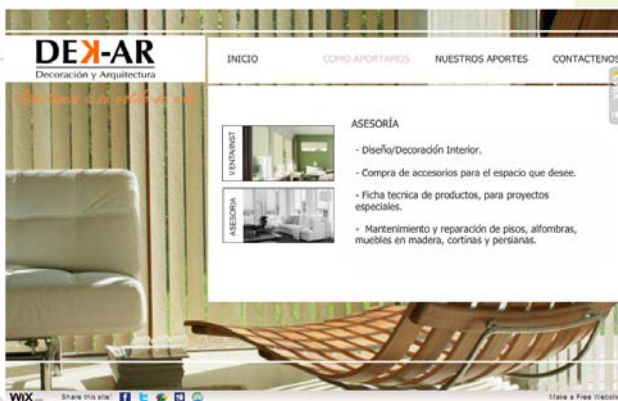 DEK-AR
Decoración y Arquitectura
INICIO
COMO APORTAMOS
NUESTROS APORTES
CONTACTENOS
VENTA/INST
ASESORIA
ASESORÍA
- Diseño/Decoración Interior.
- Compra de accesorios para el espacio que desee.
- Ficha tecnica de productos, para proyectos
especiales.
- Mantenimiento y reparación de pisos, alfombras,
muebles en madera, cortinas y persianas.
WIX
Share this site:
Make a Free Website